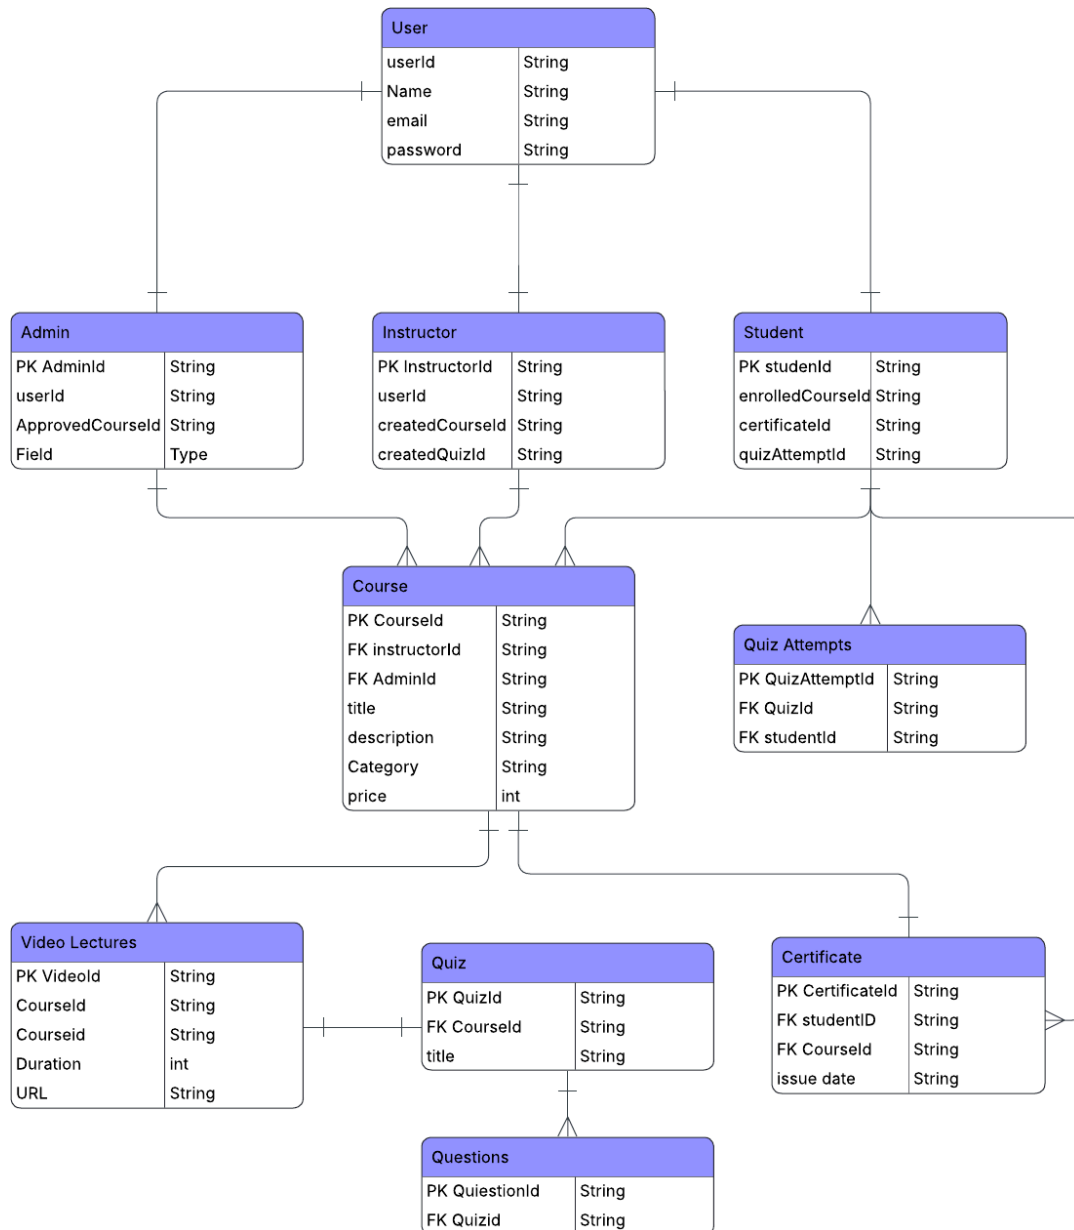 User
userId String
Name String
email String
password String
Admin
PK AdminId String
userId String
ApprovedCourseId String
Field Type
Instructor
PK InstructorId String
userId String
createdCourseId String
createdQuizId String
Student
PK studenId String
enrolledCourseId String
certificateId String
quizAttemptId String
Course
PK CourseId String
FK instructorId String
FK AdminId String
title String
description String
Category String
price int
Quiz Attempts
PK QuizAttemptId String
FK QuizId String
FK studentId String
Video Lectures
PK VideoId String
CourseId String
Courseid String
Duration int
URL String
Quiz
PK QuizId String
FK CourseId String
title String
Certificate
PK CertificateId String
FK studentID String
FK CourseId String
issue date String
Questions
PK QuiestionId String
FK Quizid String